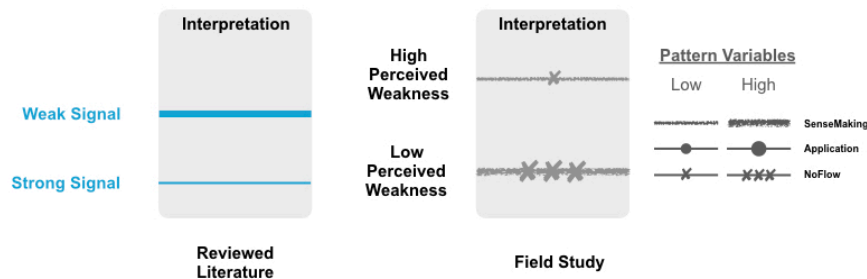 Interpretation
Weak Signal
Strong Signal
Reviewed
Literature
Interpretation
High
Perceived
Weakness
Low
Perceived
Weakness
Field Study
Pattern Variables
Low High
SenseMaking
Application
NoFlow